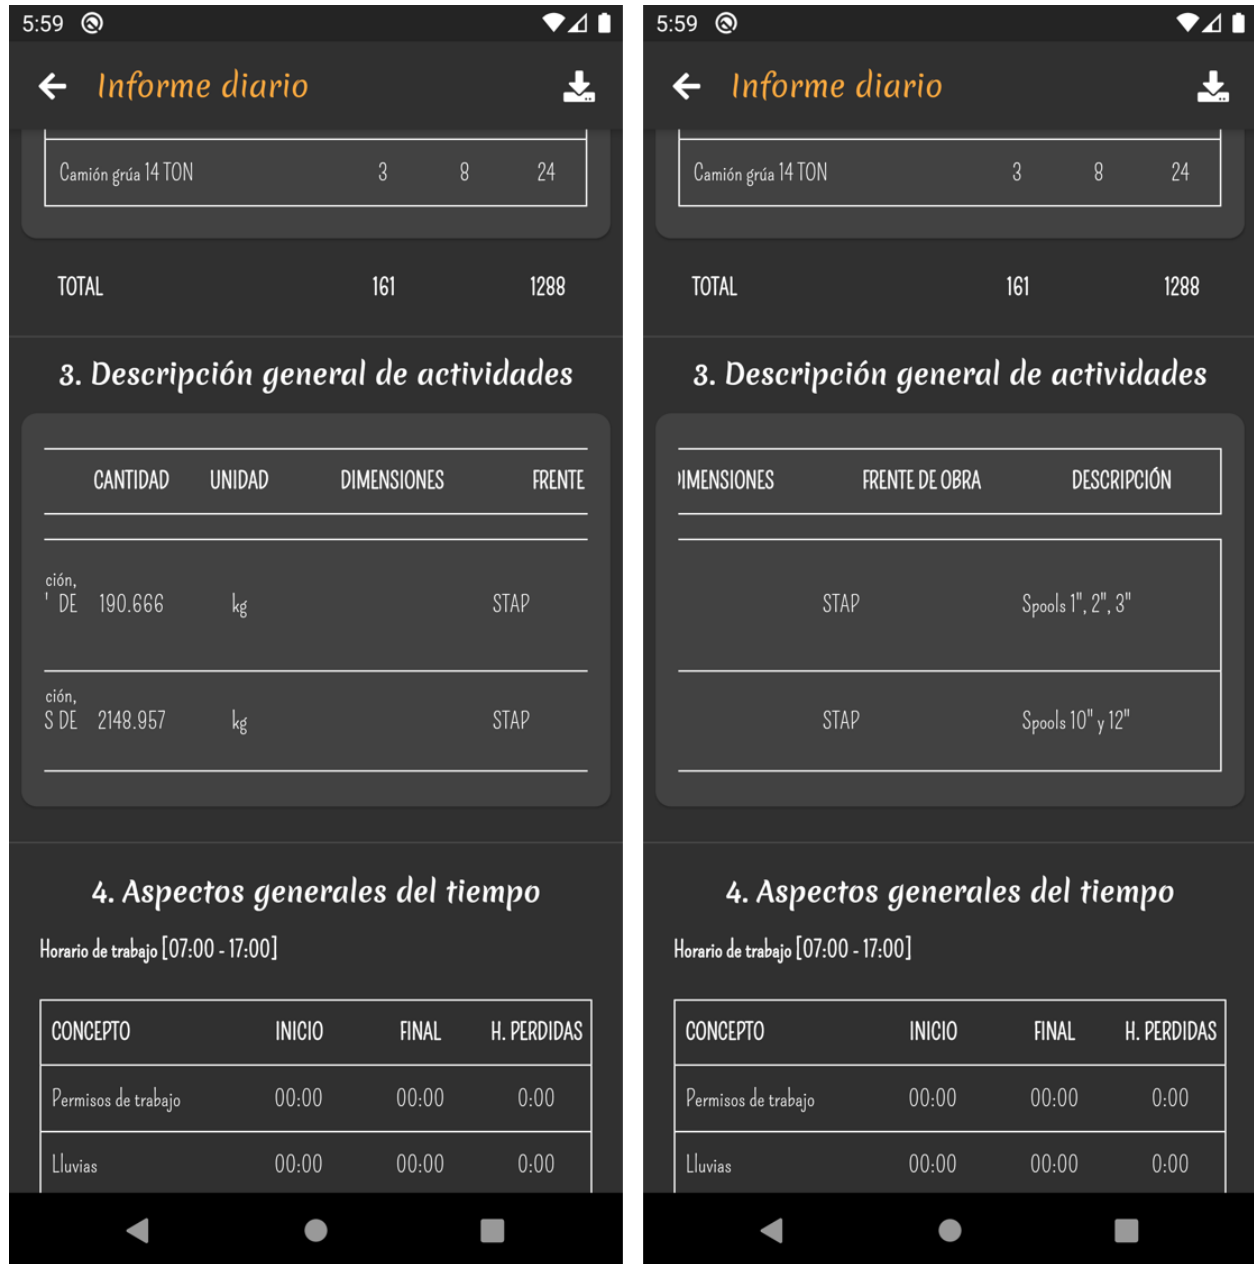 5:59
Informe diario
Camión grúa 14 TON 3 8 24
TOTAL 161 1288
3. Descripción general de actividades
CANTIDAD UNIDAD DIMENSIONES FRENTE
ción,
" DE 190.666 kg STAP
ción,
S DE 2148.957 kg STAP
4. Aspectos generales del tiempo
Horario de trabajo [07:00 - 17:00]
CONCEPTO INICIO FINAL H. PERDIDAS
Permisos de trabajo 00:00 00:00 0:00
Lluvias 00:00 00:00 0:00
5:59
Informe diario
Camión grúa 14 TON 3 8 24
TOTAL 161 1288
3. Descripción general de actividades
DIMENSIONES FRENTE DE OBRA DESCRIPCIÓN
STAP Spools 1", 2", 3"
STAP Spools 10" y 12"
4. Aspectos generales del tiempo
Horario de trabajo [07:00 - 17:00]
CONCEPTO INICIO FINAL H. PERDIDAS
Permisos de trabajo 00:00 00:00 0:00
Lluvias 00:00 00:00 0:00